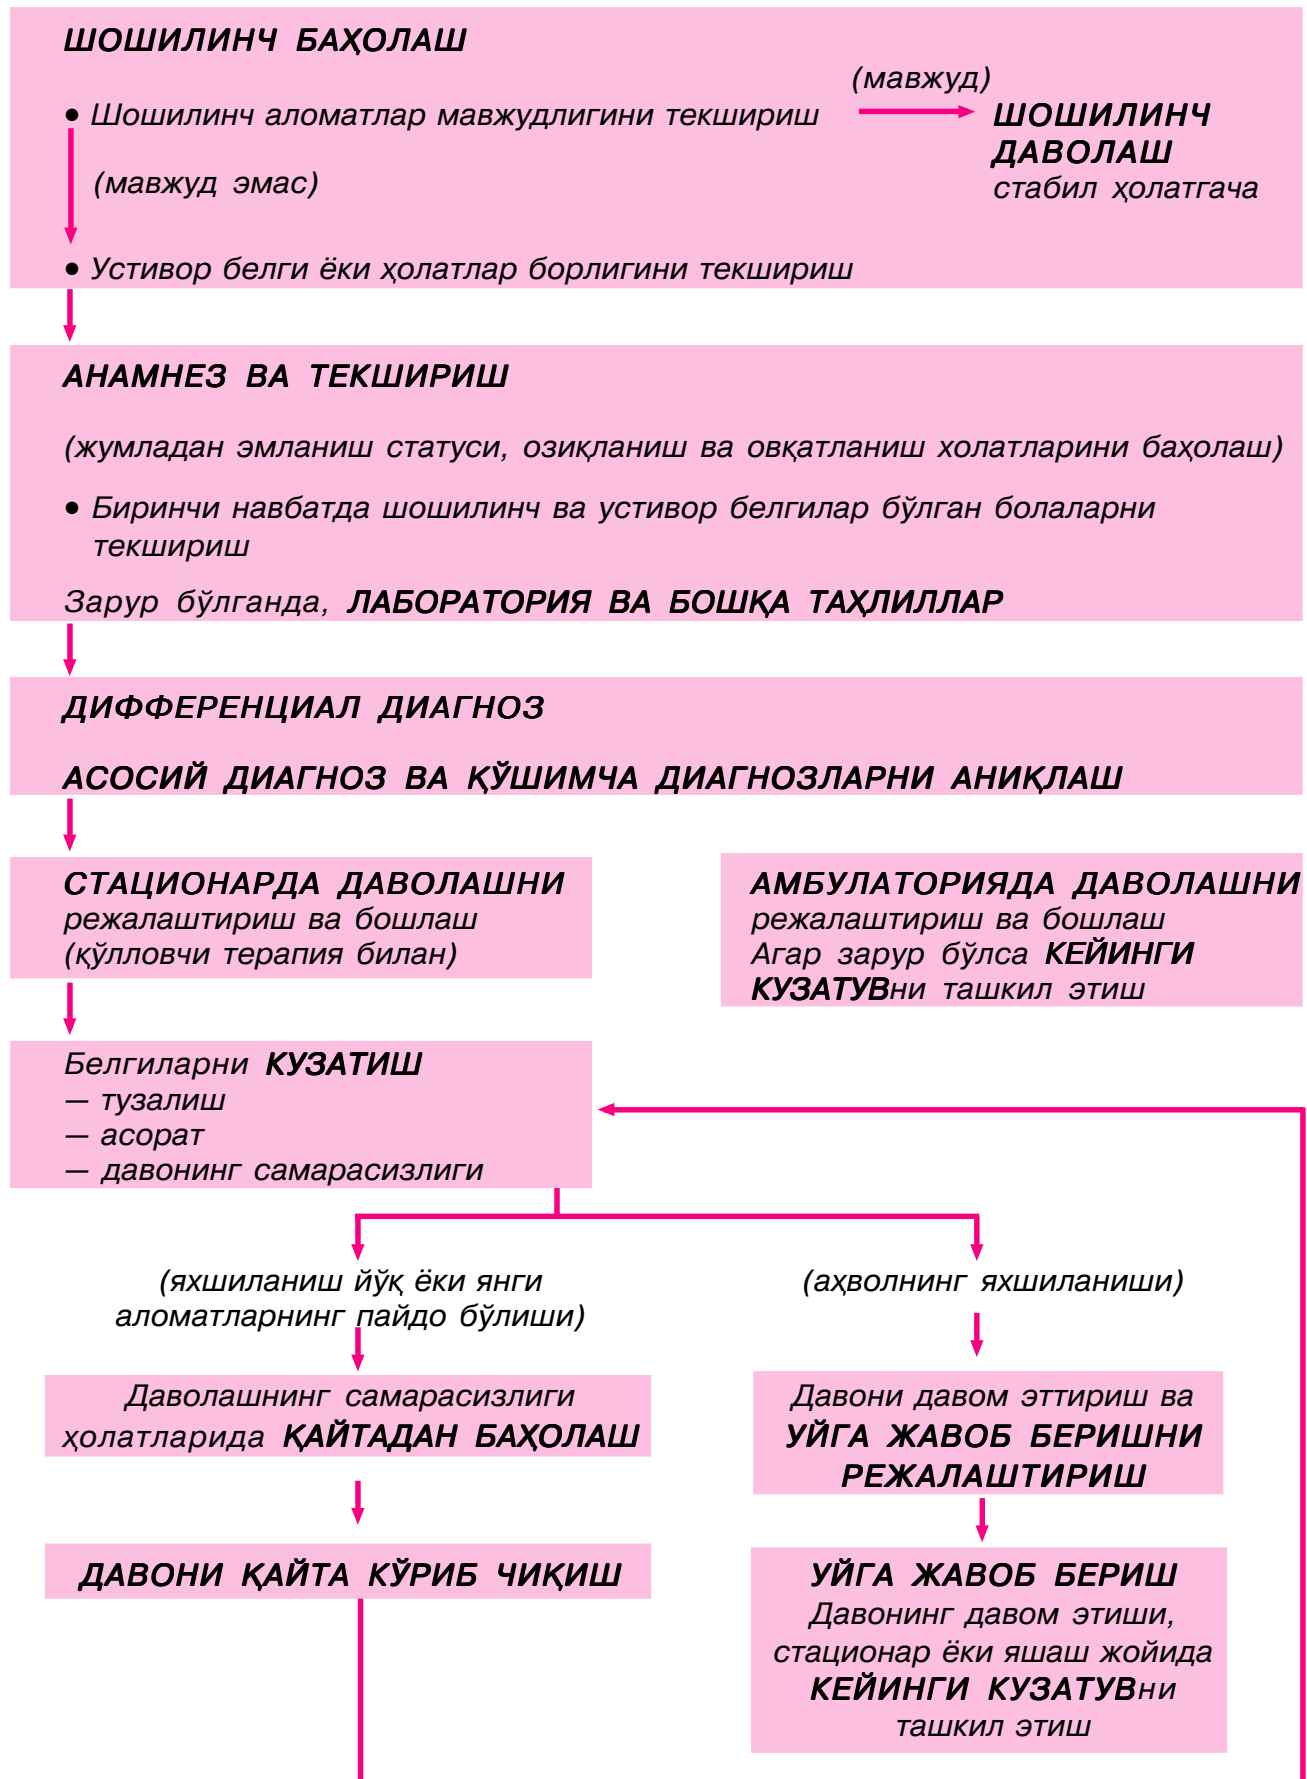 ШОШИЛИНЧ БАҲОЛАШ
(мавжуд)
• Шошилинч аломатлар мавжудлигини текшириш
ШОШИЛИНЧ
ДАВОЛАШ
стабил ҳолатгача
(мавжуд эмас)
• Устивор белги ёки ҳолатлар борлигини текшириш
АНАМНЕЗ ВА ТЕКШИРИШ
(жумладан эмланиш статуси, озиқланиш ва овқатланиш холатларини баҳолаш)
• Биринчи навбатда шошилинч ва устивор белгилар бўлган болаларни
текшириш
Зарур бўлганда, ЛАБОРАТОРИЯ ВА БОШҚА ТАҲЛИЛЛАР
ДИФФЕРЕНЦИАЛ ДИАГНОЗ
АСОСИЙ ДИАГНОЗ ВА ҚЎШИМЧА ДИАГНОЗЛАРНИ АНИҚЛАШ
СТАЦИОНАРДА ДАВОЛАШНИ
режалаштириш ва бошлаш
(қўлловчи терапия билан)
АМБУЛАТОРИЯДА ДАВОЛАШНИ
режалаштириш ва бошлаш
Агар зарур бўлса КЕЙИНГИ
КУЗАТУВни ташкил этиш
Белгиларни КУЗАТИШ
— тузалиш
— асорат
— давонинг самарасизлиги
(яхшиланиш йўқ ёки янги
аломатларнинг пайдо бўлиши)
(аҳволнинг яхшиланиши)
Даволашнинг самарасизлиги
ҳолатларида ҚАЙТАДАН БАҲОЛАШ
Давони давом эттириш ва
УЙГА ЖАВОБ БЕРИШНИ
РЕЖАЛАШТИРИШ
ДАВОНИ ҚАЙТА КЎРИБ ЧИҚИШ
УЙГА ЖАВОБ БЕРИШ
Давонинг давом этиши,
стационар ёки яшаш жойида
КЕЙИНГИ КУЗАТУВни
ташкил этиш